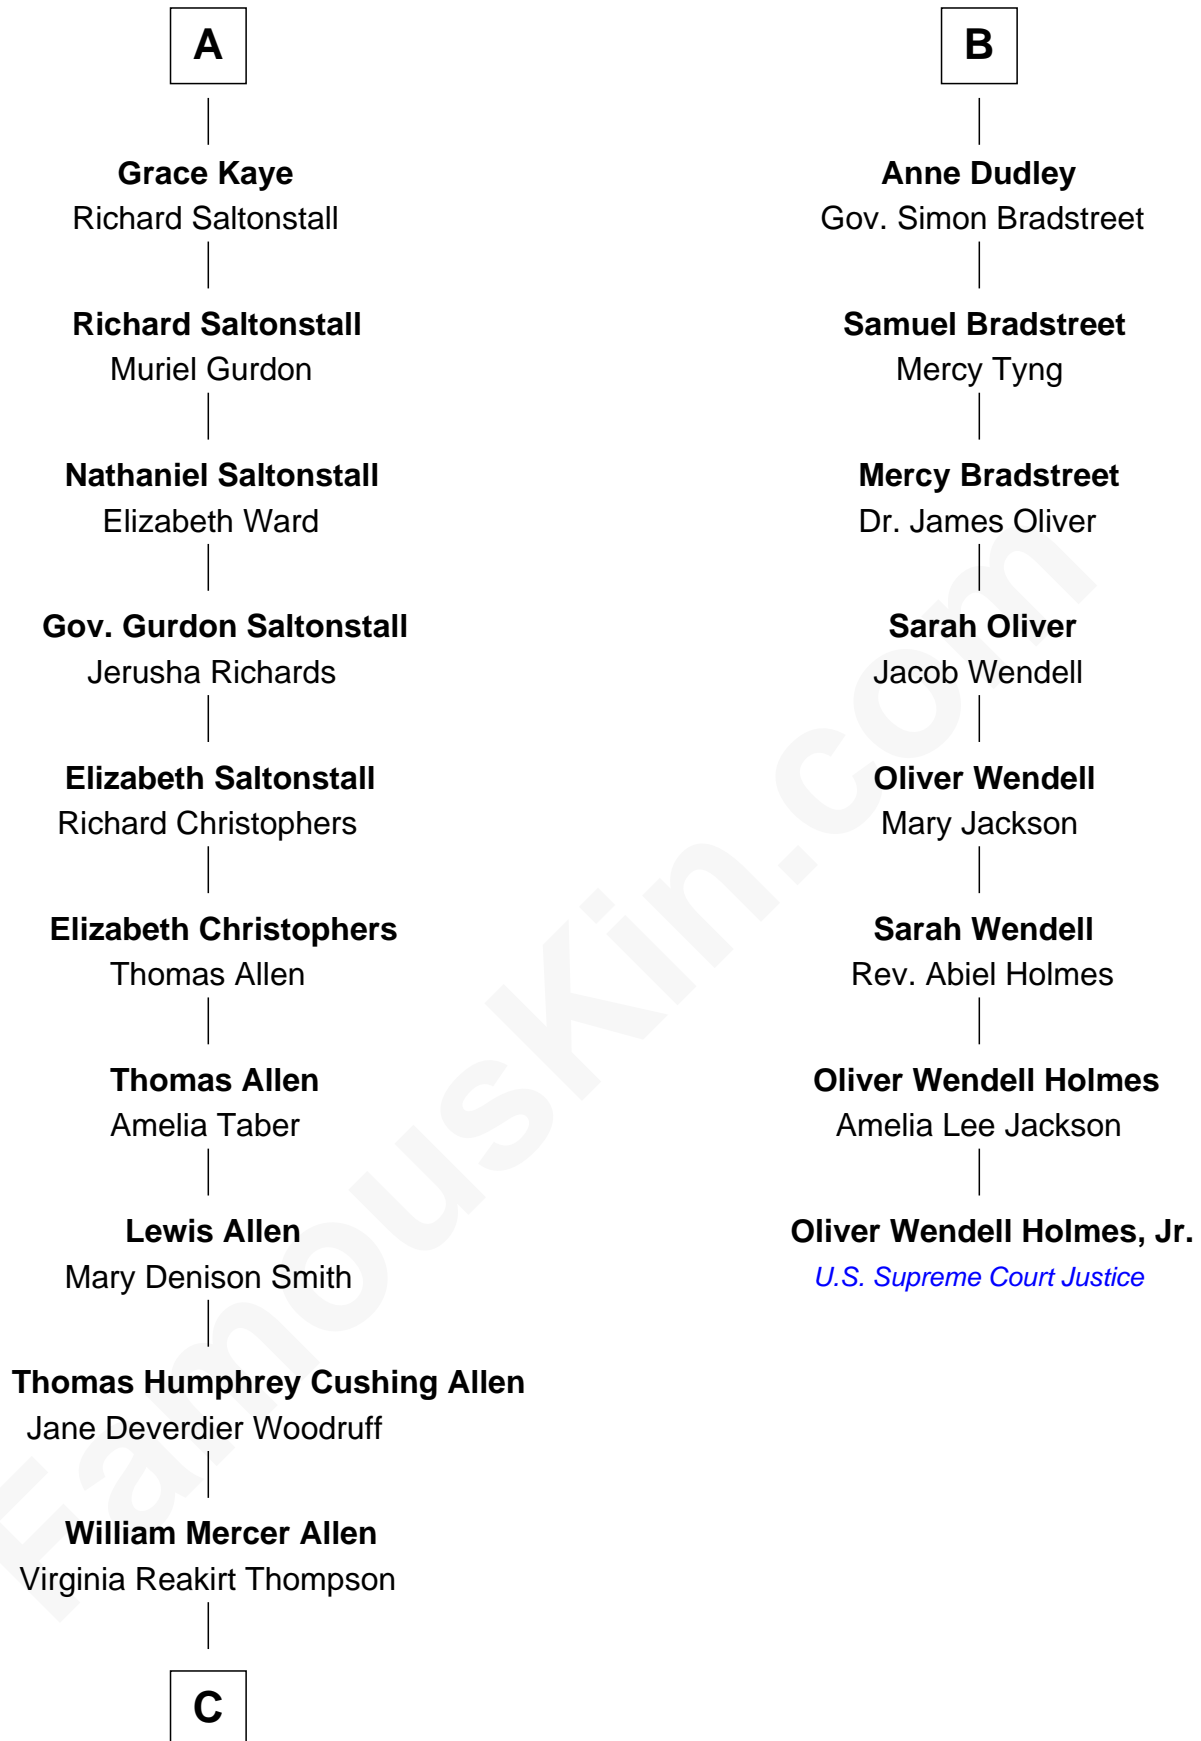 A
Grace Kaye
Richard Saltonstall
Richard Saltonstall
Muriel Gurdon
Nathaniel Saltonstall
Elizabeth Ward
Gov. Gurdon Saltonstall
Jerusha Richards
Elizabeth Saltonstall
Richard Christophers
Elizabeth Christophers
Thomas Allen
Thomas Allen
Amelia Taber
Lewis Allen
Mary Denison Smith
Thomas Humphrey Cushing Allen
Jane Deverdier Woodruff
William Mercer Allen
Virginia Reakirt Thompson
C
B
Anne Dudley
Gov. Simon Bradstreet
Samuel Bradstreet
Mercy Tyng
Mercy Bradstreet
Dr. James Oliver
Sarah Oliver
Jacob Wendell
Oliver Wendell
Mary Jackson
Sarah Wendell
Rev. Abiel Holmes
Oliver Wendell Holmes
Amelia Lee Jackson
Oliver Wendell Holmes, Jr.
U.S. Supreme Court Justice
FamousKin.com